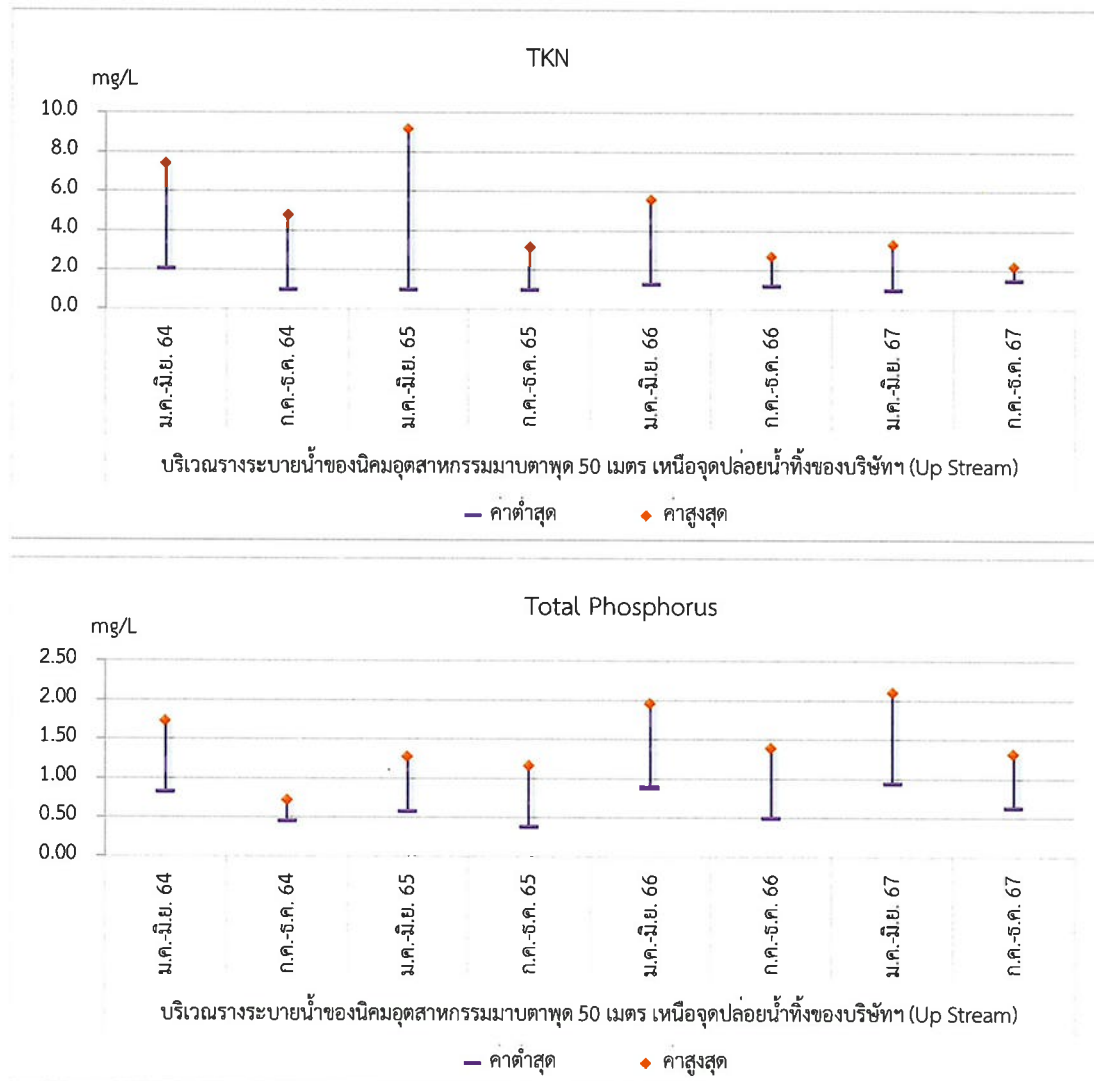 TKN
mg/L
10.0
8.0
6.0
4.0
2.0
0.0
ม.ค.-มิ.ย. 64
ก.ค.-ธ.ค. 64
ม.ค.-มิ.ย. 65
ก.ค.-ธ.ค. 65
ม.ค.-มิ.ย. 66
ก.ค.-ธ.ค. 66
ม.ค.-มิ.ย. 67
ก.ค.-ธ.ค. 67
บริเวณรางระบายน้ำของนิคมอุตสาหกรรมมาบตาพุด 50 เมตร เหนือจุดปล่อยน้ำทิ้งของบริษัทฯ (Up Stream)
ค่าต่ำสุด ค่าสูงสุด
Total Phosphorus
mg/L
2.50
2.00
1.50
1.00
0.50
0.00
ม.ค.-มิ.ย. 64
ก.ค.-ธ.ค. 64
ม.ค.-มิ.ย. 65
ก.ค.-ธ.ค. 65
ม.ค.-มิ.ย. 66
ก.ค.-ธ.ค. 66
ม.ค.-มิ.ย. 67
ก.ค.-ธ.ค. 67
บริเวณรางระบายน้ำของนิคมอุตสาหกรรมมาบตาพุด 50 เมตร เหนือจุดปล่อยน้ำทิ้งของบริษัทฯ (Up Stream)
ค่าต่ำสุด ค่าสูงสุด